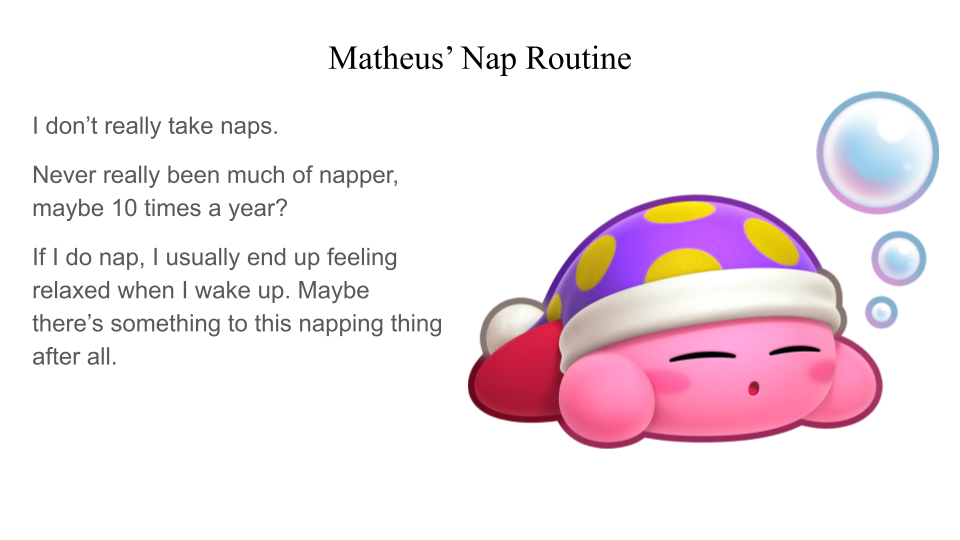 Matheus’ Nap Routine
I don’t really take naps.
Never really been much of napper,
maybe 10 times a year?
If I do nap, I usually end up feeling
relaxed when I wake up. Maybe
there’s something to this napping thing
after all.